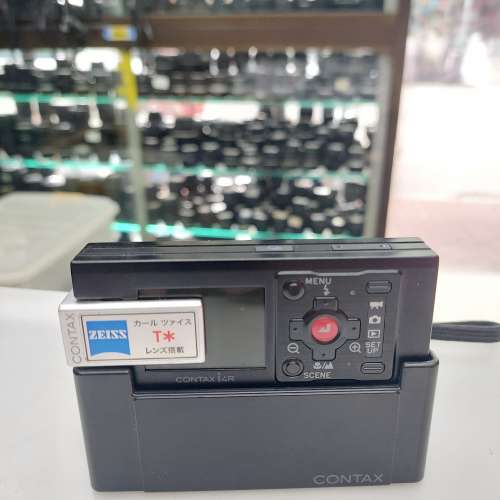 MENU
CONTAX
ZEISS
カール ツァイス
T*
レンズ搭載
SET
UP
CONTAX i4R
SCENE
CONTAX